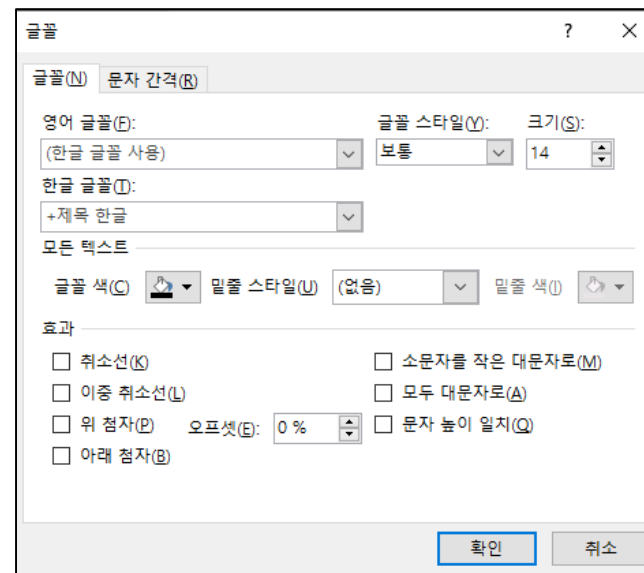 글꼴 ? ×
글꼴(N) 문자 간격(R)
영어 글꼴(F): 글꼴 스타일(Y): 크기(S):
(한글 글꼴 사용) 보통 14
한글 글꼴(T):
+제목 한글
모든 텍스트
글꼴 색(C) 밑줄 스타일(U) (없음) 밑줄 색(I)
효과
취소선(K) 소문자를 작은 대문자로(M)
이중 취소선(L) 모두 대문자로(A)
위 첨자(P) 오프셋(E): 0 % 문자 높이 일치(Q)
아래 첨자(B)
확인 취소